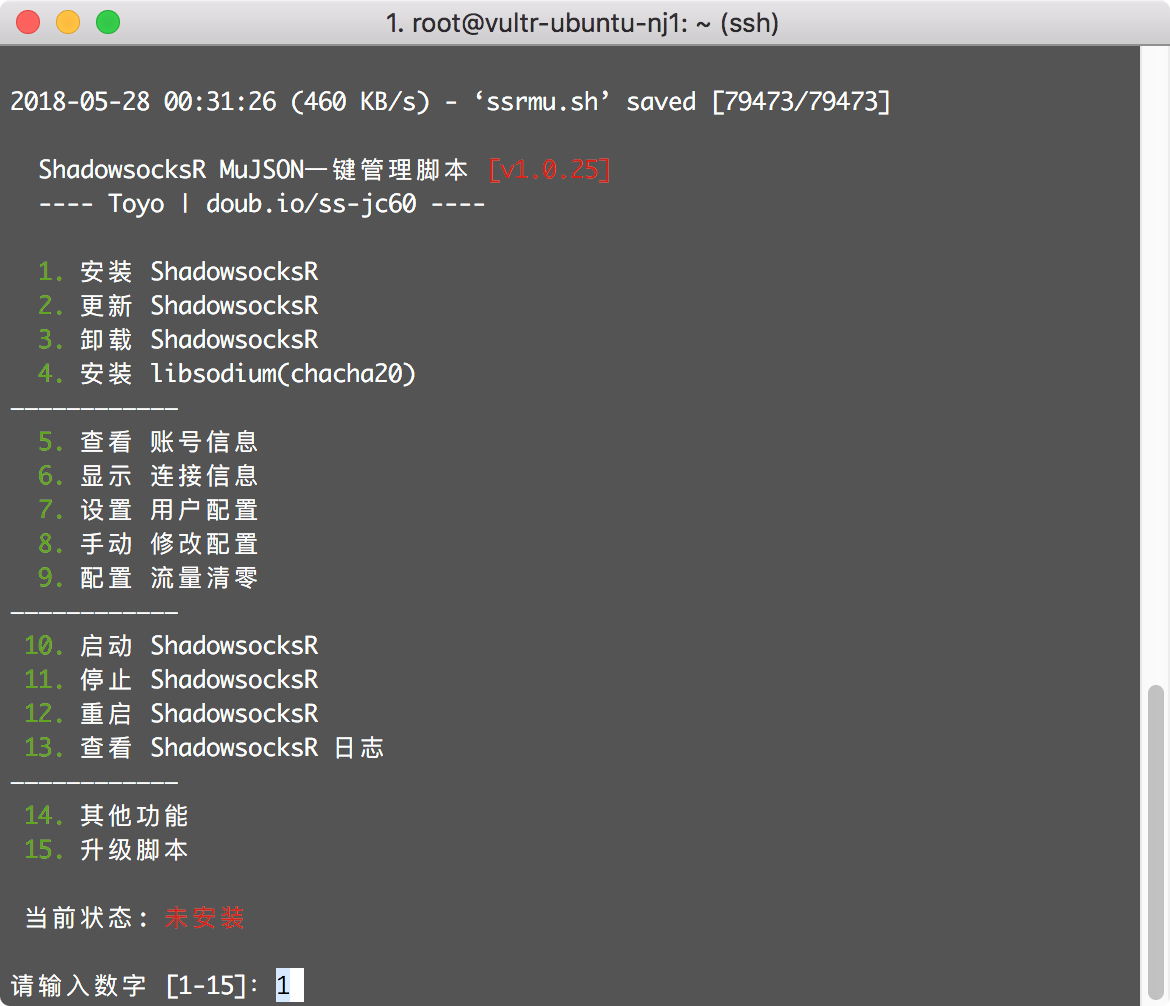 1. root@vultr-ubuntu-nj1: ~ (ssh)
2018-05-28 00:31:26 (460 KB/s) - ‘ssrmu.sh’ saved [79473/79473]
ShadowsocksR MuJSON一键管理脚本 [v1.0.25]
---- Toyo | doub.io/ss-jc60 ----
1. 安装 ShadowsocksR
2. 更新 ShadowsocksR
3. 卸载 ShadowsocksR
4. 安装 libsodium(chacha20)
————————————
5. 查看 账号信息
6. 显示 连接信息
7. 设置 用户配置
8. 手动 修改配置
9. 配置 流量清零
————————————
10. 启动 ShadowsocksR
11. 停止 ShadowsocksR
12. 重启 ShadowsocksR
13. 查看 ShadowsocksR 日志
————————————
14. 其他功能
15. 升级脚本
当前状态: 未安装
请输入数字 [1-15]: 1